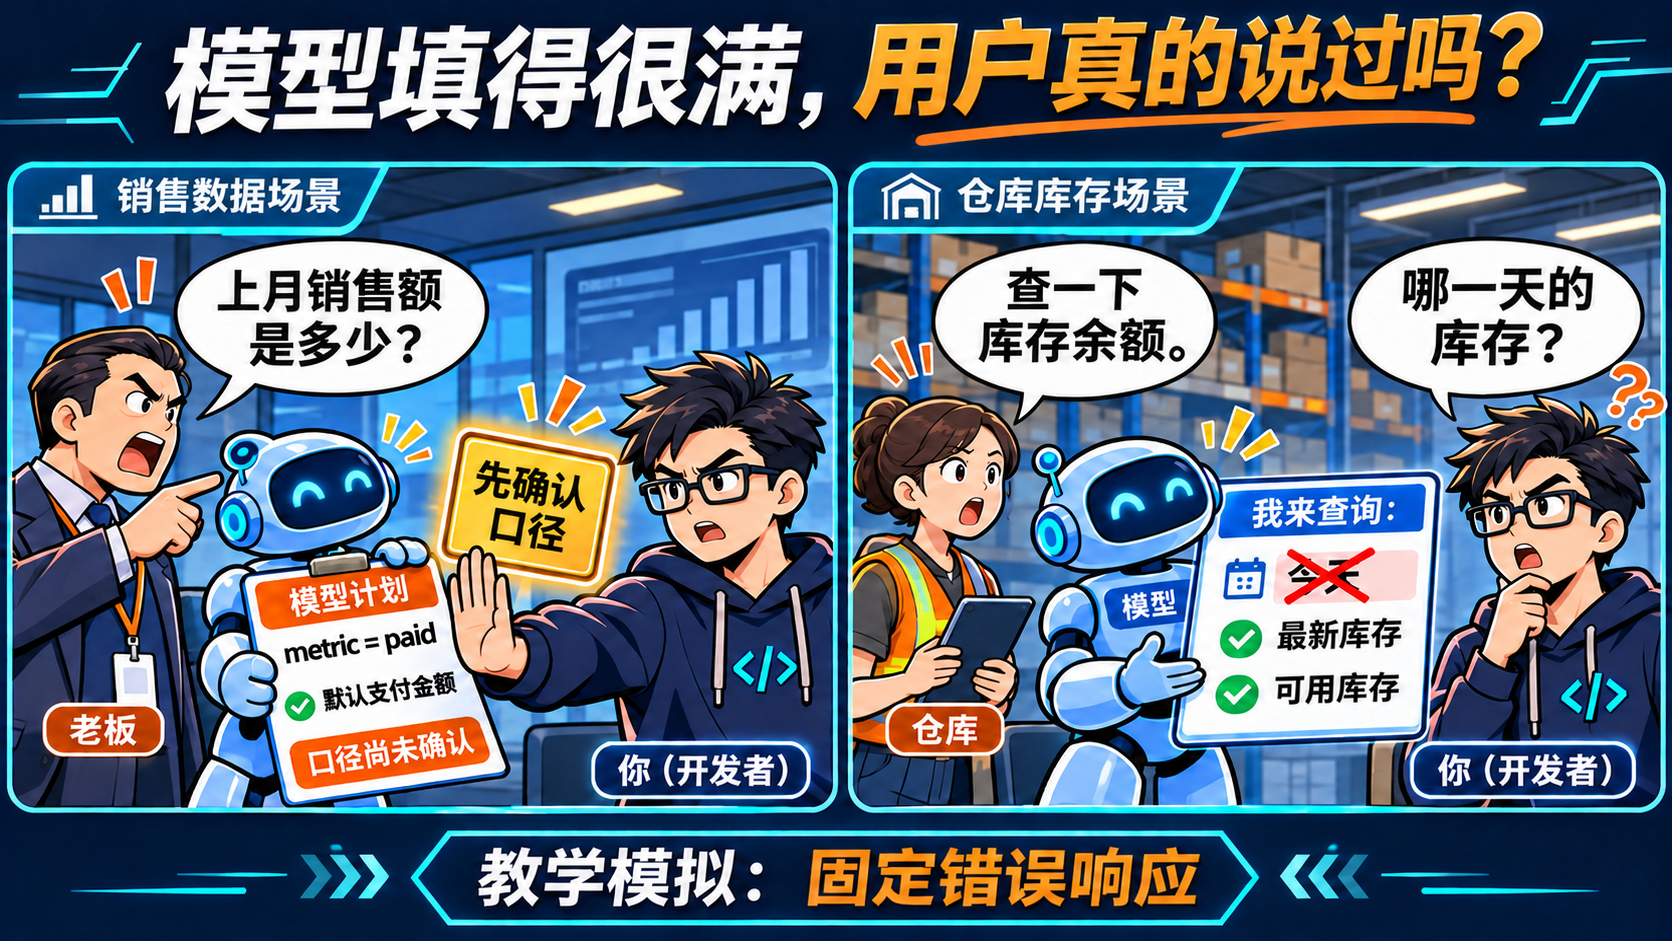 模型填得很满，用户真的说过吗？
销售数据场景
上月销售额
是多少？
先确认
口径
模型计划
metric = paid
默认支付金额
口径尚未确认
老板
你（开发者）
</>
仓库库存场景
查一下
库存余额。
哪一天的
库存？
??
我来查询：
今天
最新库存
可用库存
模型
仓库
你（开发者）
</>
教学模拟：固定错误响应